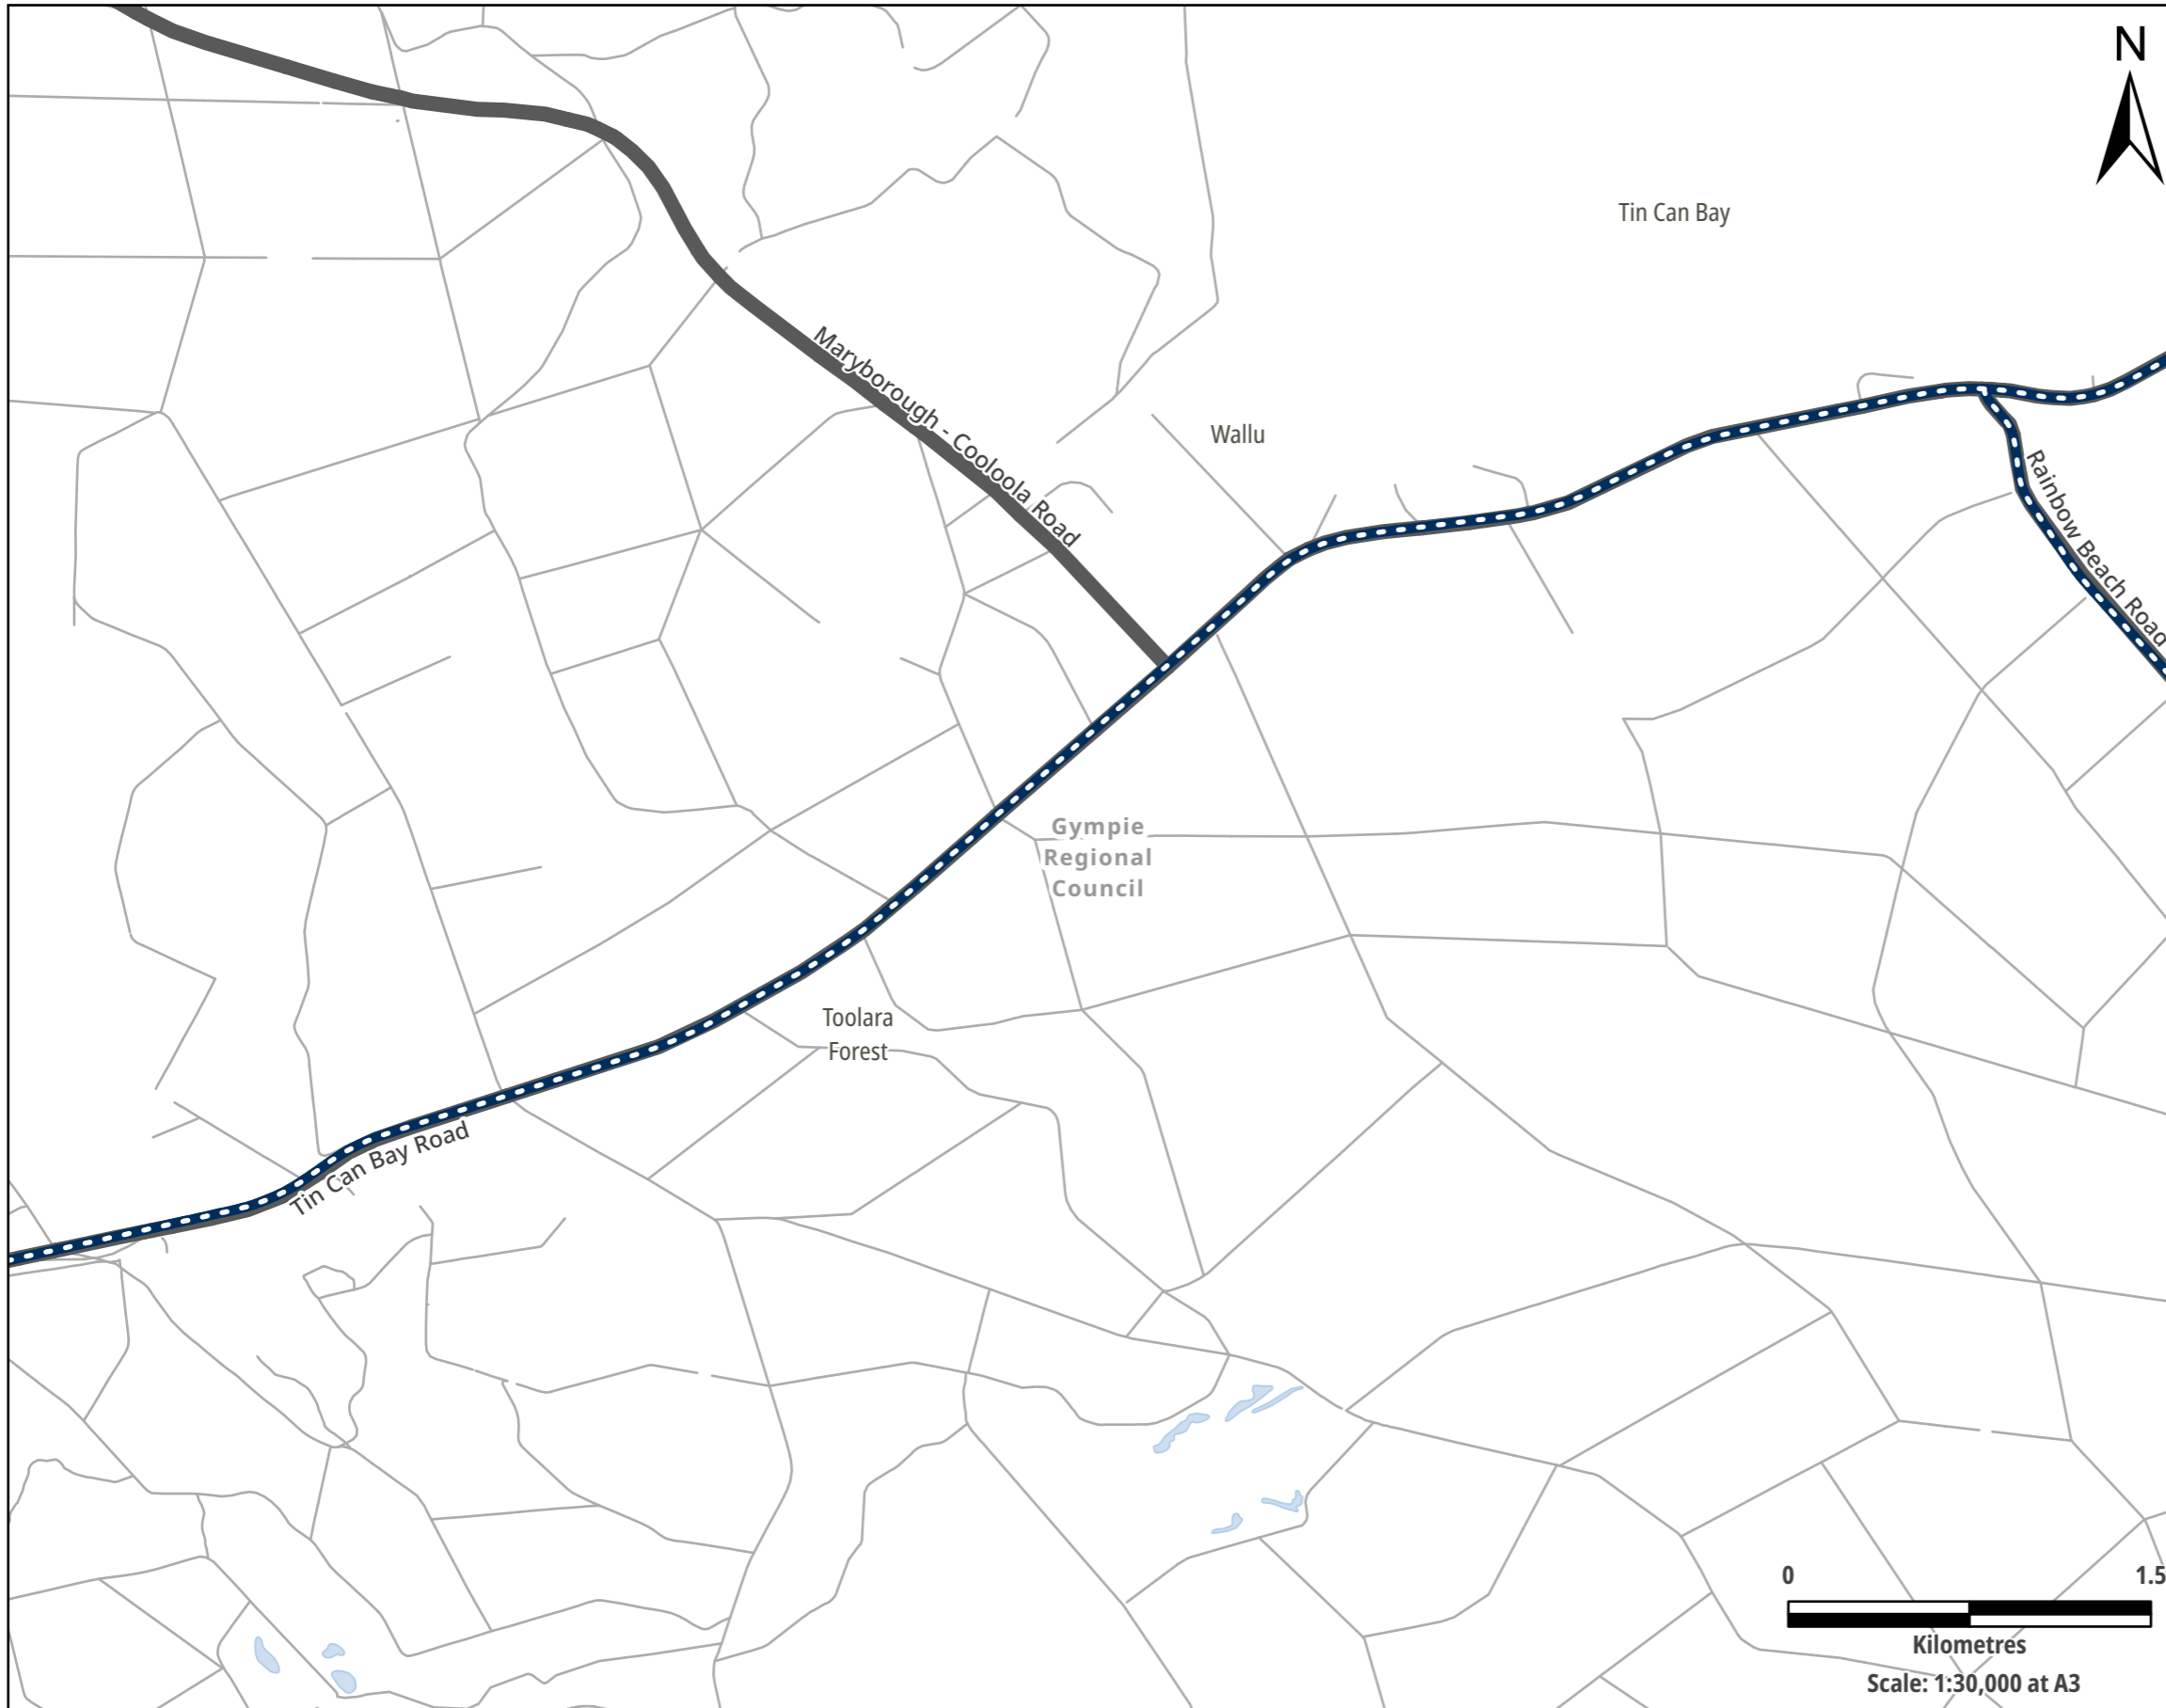 N
Tin Can Bay
Maryborough - Cooloola Road
Wallu
Rainbow Beach Road
Gympie
Regional
Council
Toolara
Forest
Tin Can Bay Road
0 1.5
Kilometres
Scale: 1:30,000 at A3